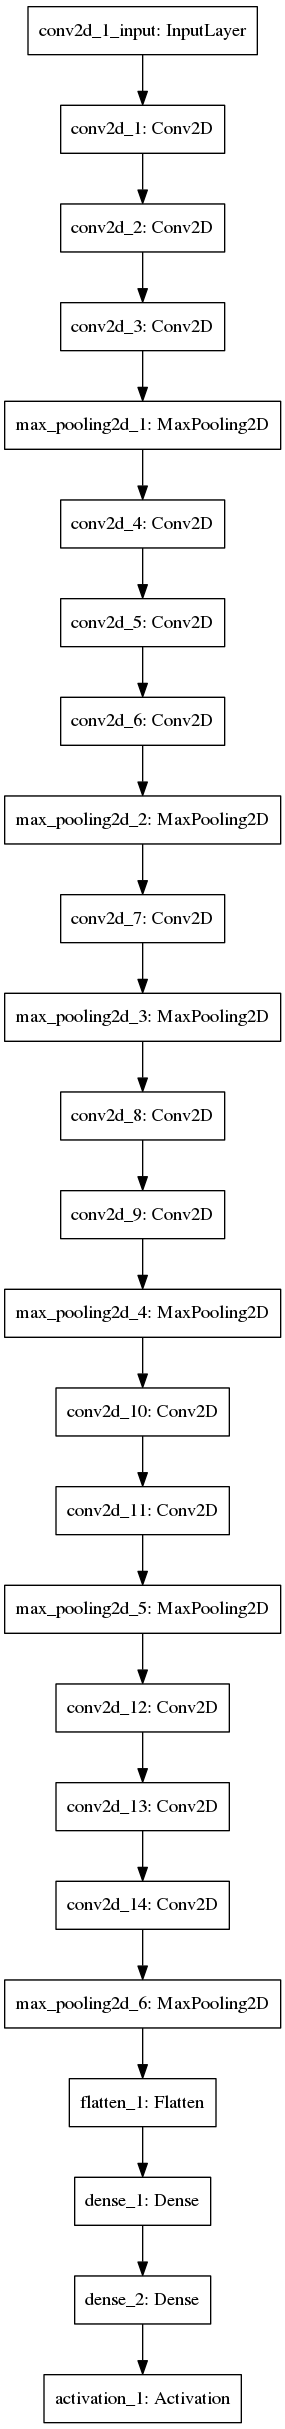 conv2d_1_input: InputLayer
conv2d_1: Conv2D
conv2d_2: Conv2D
conv2d_3: Conv2D
max_pooling2d_1: MaxPooling2D
conv2d_4: Conv2D
conv2d_5: Conv2D
conv2d_6: Conv2D
max_pooling2d_2: MaxPooling2D
conv2d_7: Conv2D
max_pooling2d_3: MaxPooling2D
conv2d_8: Conv2D
conv2d_9: Conv2D
max_pooling2d_4: MaxPooling2D
conv2d_10: Conv2D
conv2d_11: Conv2D
max_pooling2d_5: MaxPooling2D
conv2d_12: Conv2D
conv2d_13: Conv2D
conv2d_14: Conv2D
max_pooling2d_6: MaxPooling2D
flatten_1: Flatten
dense_1: Dense
dense_2: Dense
activation_1: Activation